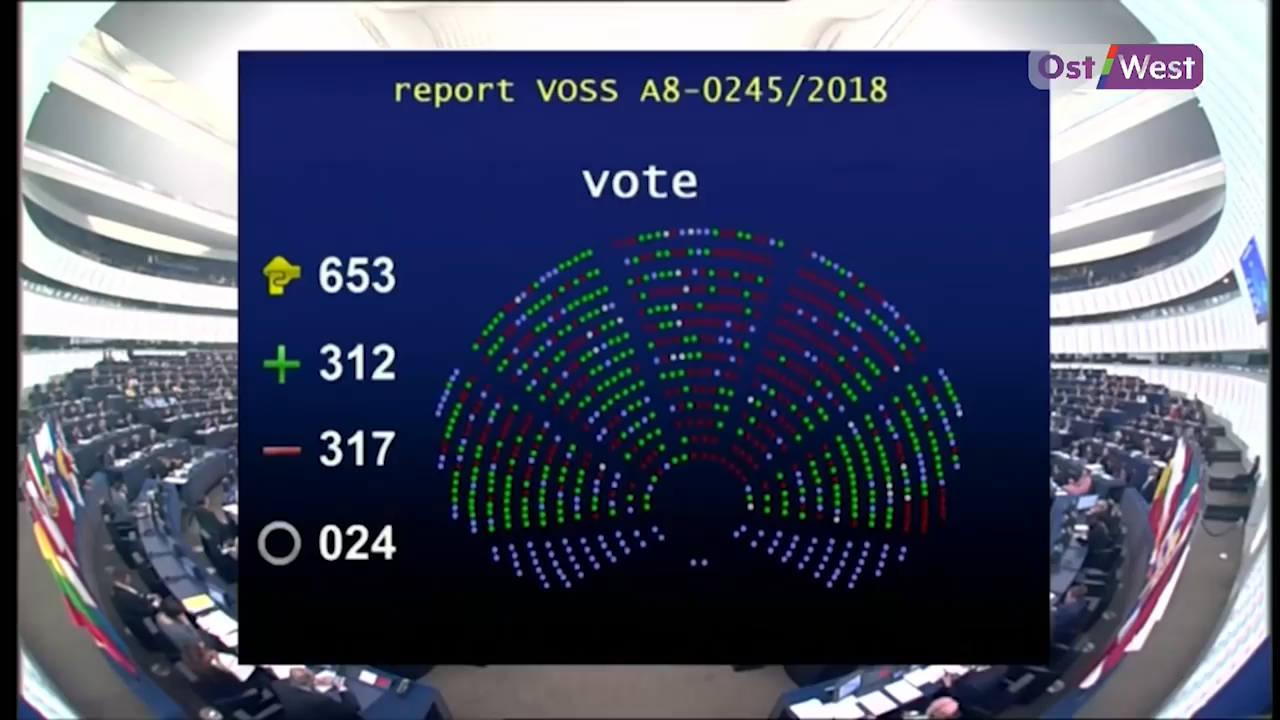 Ost West
report VOSS A8-0245/2018
vote
653
+ 312
− 317
024